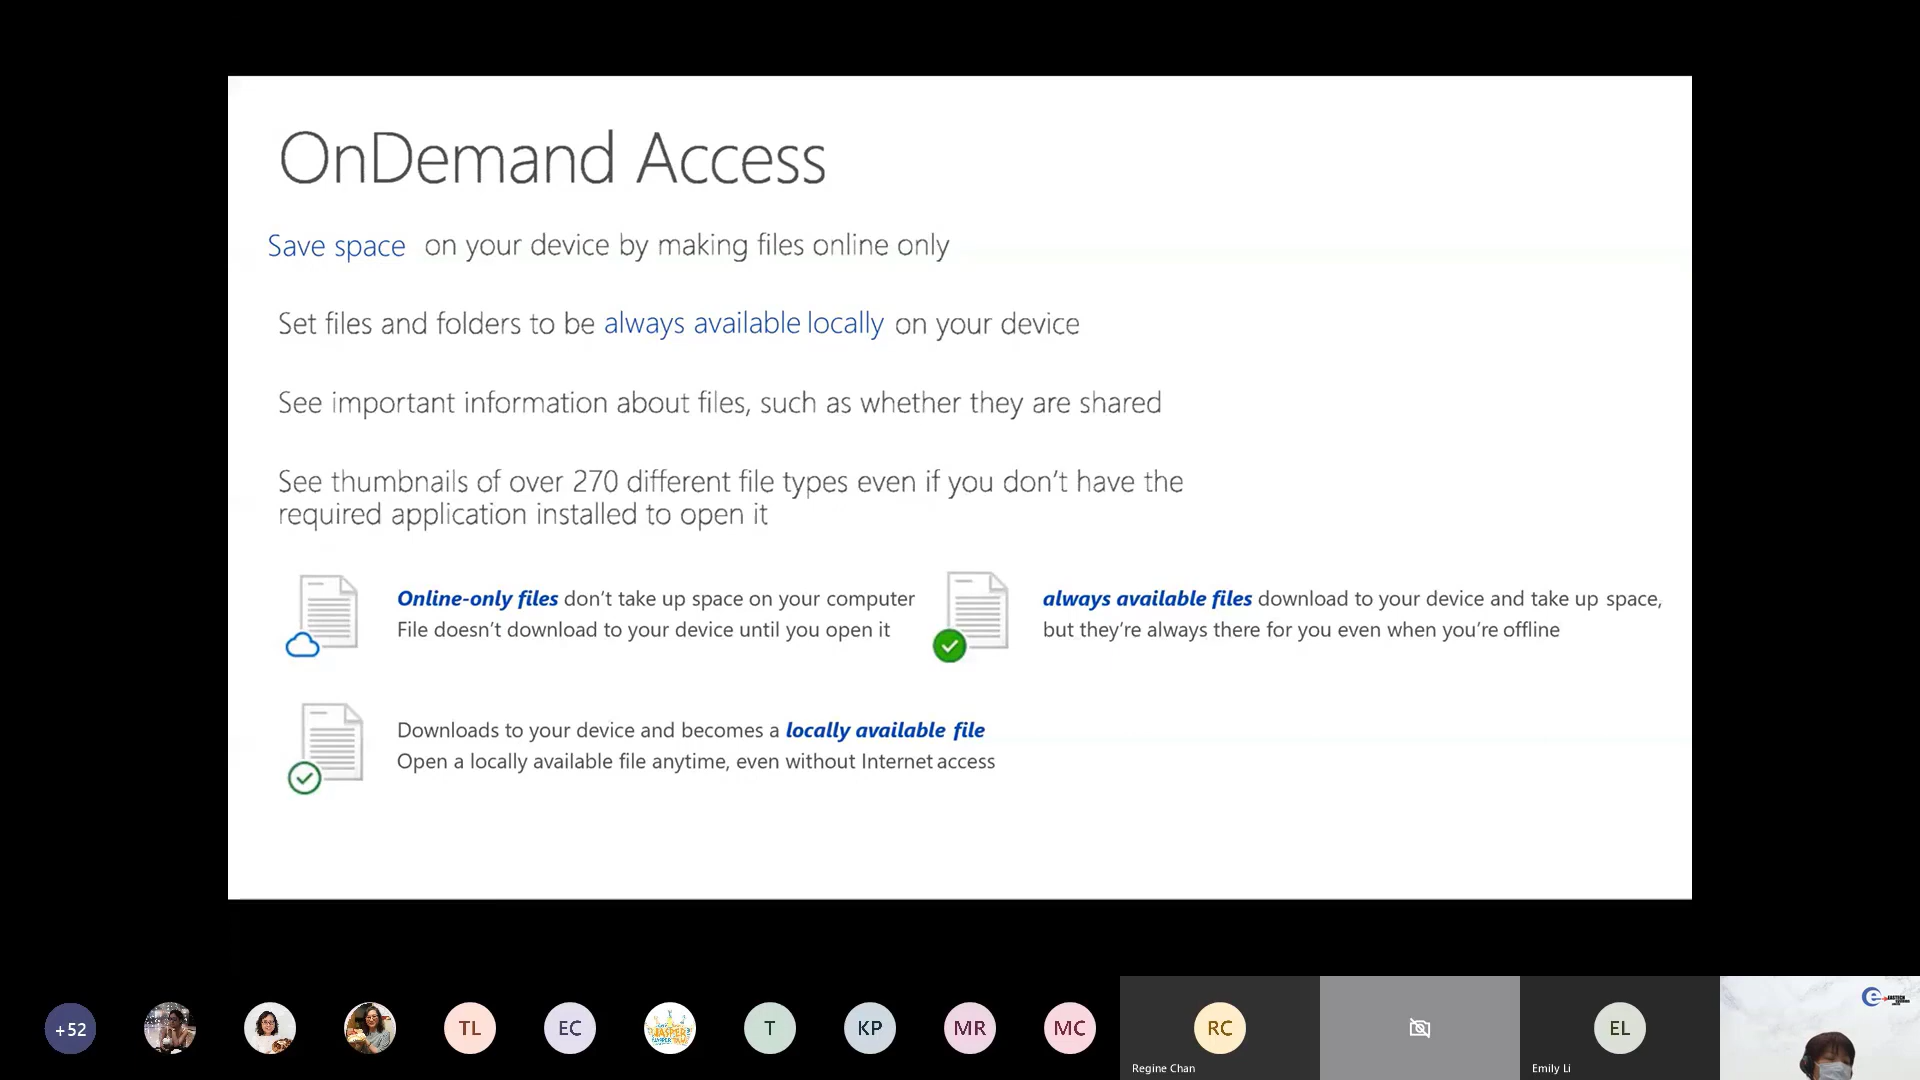 OnDemand Access
Save space on your device by making files online only
Set files and folders to be always available locally on your device
See important information about files, such as whether they are shared
See thumbnails of over 270 different file types even if you don't have the
required application installed to open it
Online-only files don't take up space on your computer
File doesn't download to your device until you open it
always available files download to your device and take up space,
but they're always there for you even when you're offline
Downloads to your device and becomes a locally available file
Open a locally available file anytime, even without Internet access
+52
TL
EC
JASPER
T
KP
MR
MC
RC
Regine Chan
EL
Emily Li